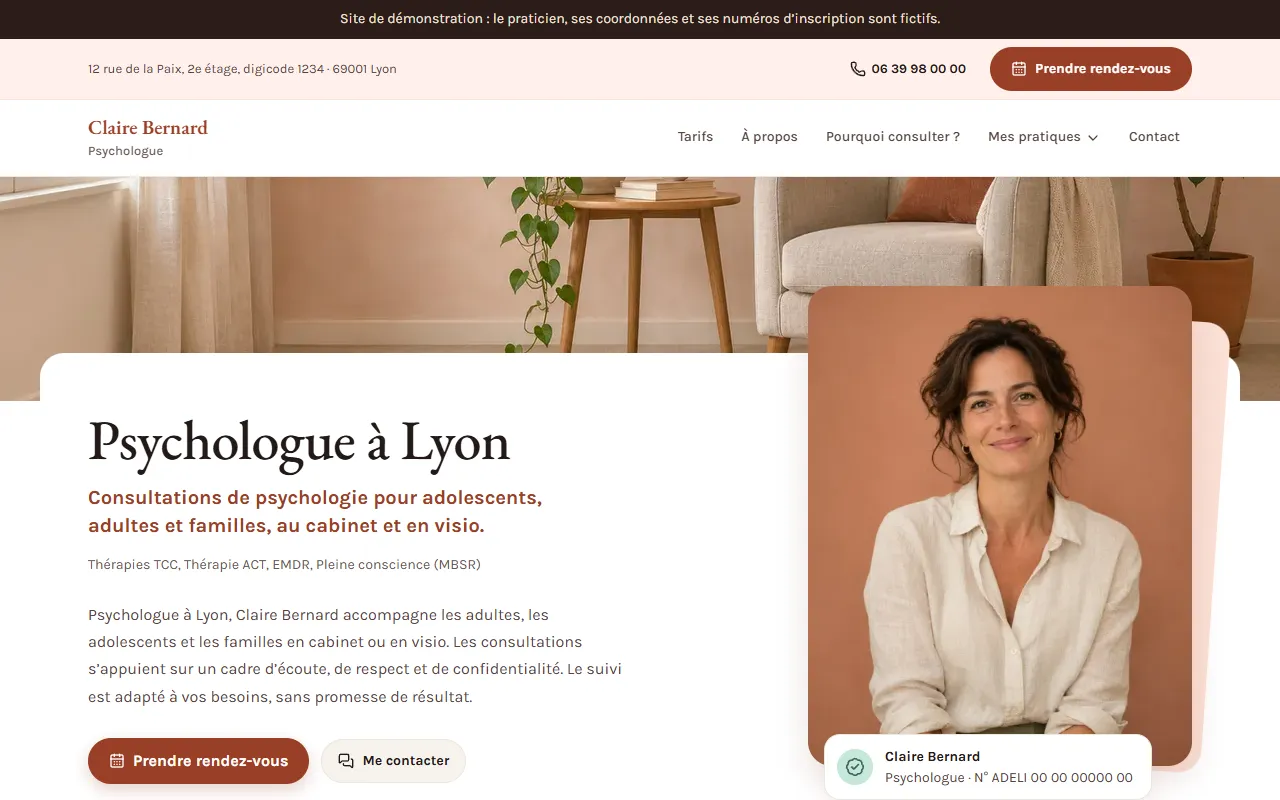 Site de démonstration : le praticien, ses coordonnées et ses numéros d’inscription sont fictifs.
12 rue de la Paix, 2e étage, digicode 1234 · 69001 Lyon
06 39 98 00 00
Prendre rendez-vous
Claire Bernard
Psychologue
Tarifs
À propos
Pourquoi consulter ?
Mes pratiques
Contact
Psychologue à Lyon
Consultations de psychologie pour adolescents,
adultes et familles, au cabinet et en visio.
Thérapies TCC, Thérapie ACT, EMDR, Pleine conscience (MBSR)
Psychologue à Lyon, Claire Bernard accompagne les adultes, les
adolescents et les familles en cabinet ou en visio. Les consultations
s’appuient sur un cadre d’écoute, de respect et de confidentialité. Le suivi
est adapté à vos besoins, sans promesse de résultat.
Prendre rendez-vous
Me contacter
Claire Bernard
Psychologue · N° ADELI 00 00 00000 00